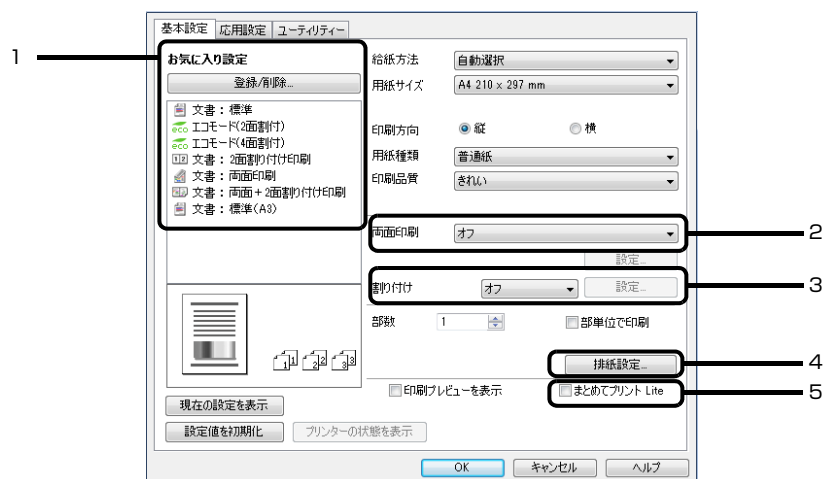 基本設定 応用設定 ユーティリティー
1
お気に入り設定
登録/削除...
文書：標準
eco エコモード(2面割付)
eco エコモード(4面割付)
文書：2面割り付け印刷
文書：両面印刷
文書：両面+2面割り付け印刷
文書：標準(A3)
給紙方法 自動選択
用紙サイズ A4 210 x 297 mm
印刷方向 縦 横
用紙種類 普通紙
印刷品質 きれい
両面印刷 オフ 2
設定...
割り付け オフ 設定... 3
部数 1 部単位で印刷
1 1 2 2 3 3
排紙設定... 4
印刷プレビューを表示 まとめてプリント Lite 5
現在の設定を表示
設定値を初期化 プリンターの状態を表示
OK キャンセル ヘルプ